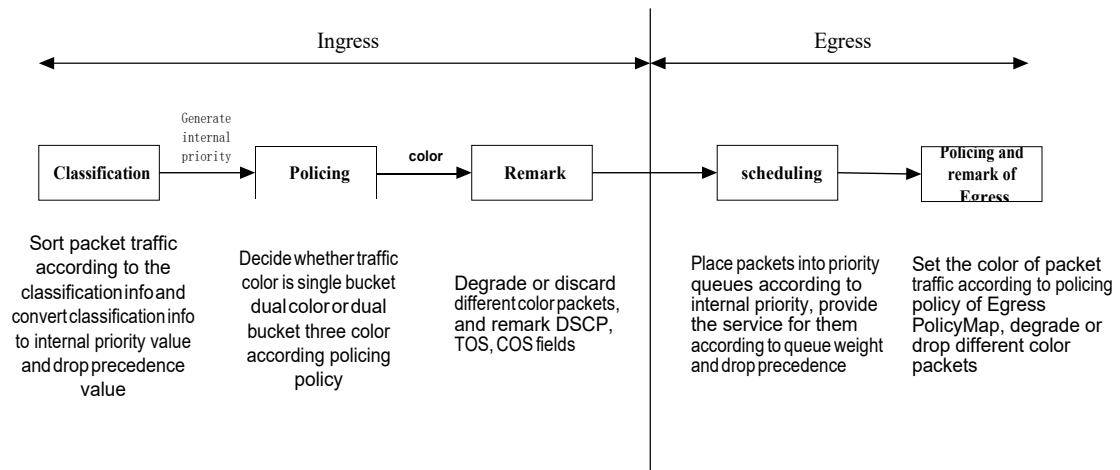 Ingress
Egress
Generate
internal
priority
color
Classification
Policing
Remark
scheduling
Policing and
remark of
Egress
Sort packet traffic
according to the
classification info and
convert classification info
to internal priority value
and drop precedence
value
Decide whether traffic
color is single bucket
dual color or dual
bucket three color
according policing
policy
Degrade or discard
different color packets,
and remark DSCP,
TOS, COS fields
Place packets into priority
queues according to
internal priority, provide
the service for them
according to queue weight
and drop precedence
Set the color of packet
traffic according to policing
policy of Egress
PolicyMap, degrade or
drop different color
packets